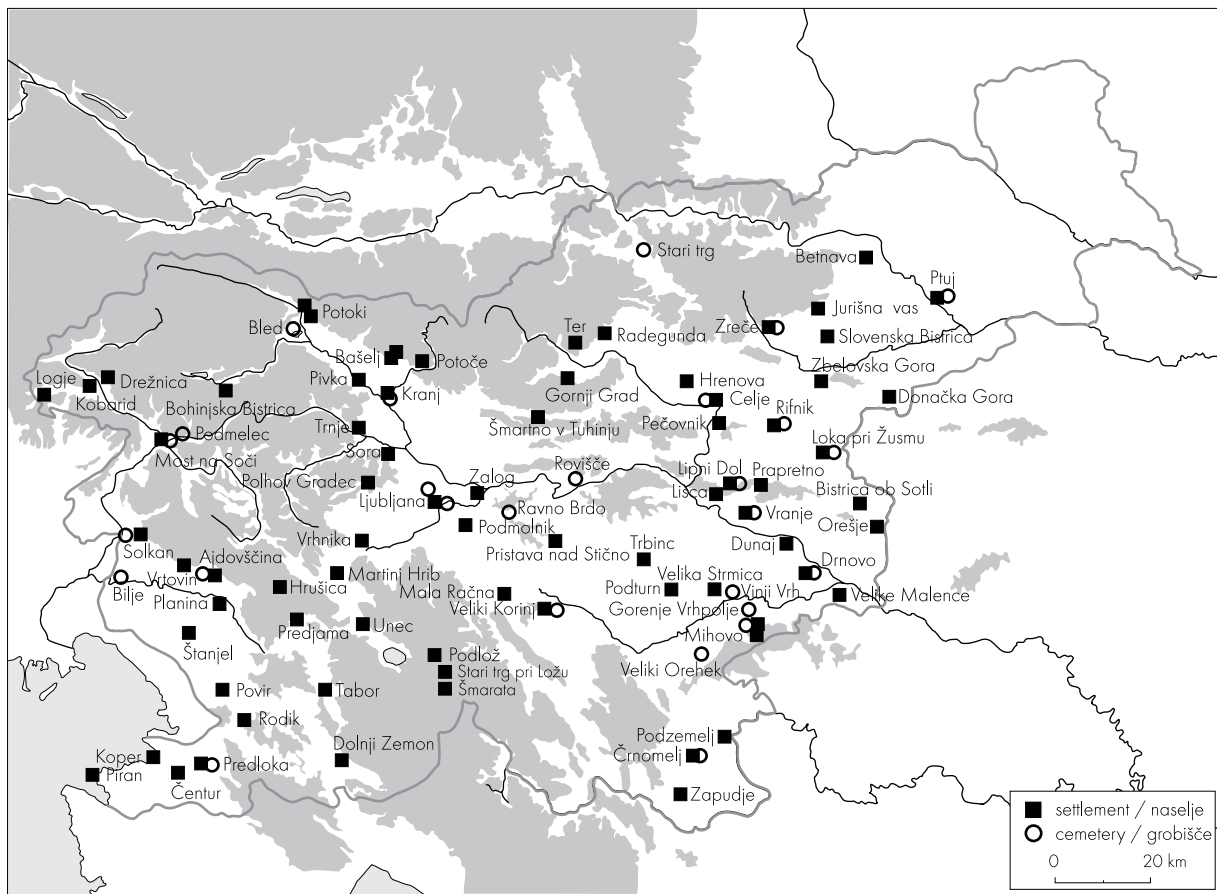 Stari trg
Betnava
Ptuj
Potoki
Jurišna vas
Bled
Ter
Radegunda
Zreče
Slovenska Bistrica
Bašelj
Potoče
Zbelovska Gora
Logje
Drežnica
Pivka
Gornji Grad
Hrenova
Kobarid
Bohinjska Bistrica
Kranj
Celje
Donačka Gora
Rifnik
Šmartno v Tuhinju
Pečovnik
Podmelec
Trnje
Loka pri Žusmu
Most na Soči
Sora
Rovišče
Lipni Dol
Prapretno
Polhov Gradec
Zalog
Ljubljana
Lisca
Bistrica ob Sotli
Ravno Brdo
Vranje
Podmolnik
Orešje
Solkan
Vrhnika
Pristava nad Stično
Trbinc
Dunaj
Ajdovščina
Vrtovin
Martinj Hrib
Velika Strmica
Drnovo
Bilje
Hrušica
Mala Račna
Podturn
Vinji Vrh
Velike Malence
Planina
Veliki Korinj
Gorenje Vrhpolje
Predjama
Unec
Mihovo
Štanjel
Podlož
Veliki Orehek
Stari trg pri Ložu
Povir
Tabor
Šmarata
Rodik
Podzemelj
Koper
Dolnji Zemon
Črnomelj
Piran
Predloka
Čentur
Zapudje
settlement / naselje
cemetery / grobišče
0 20 km